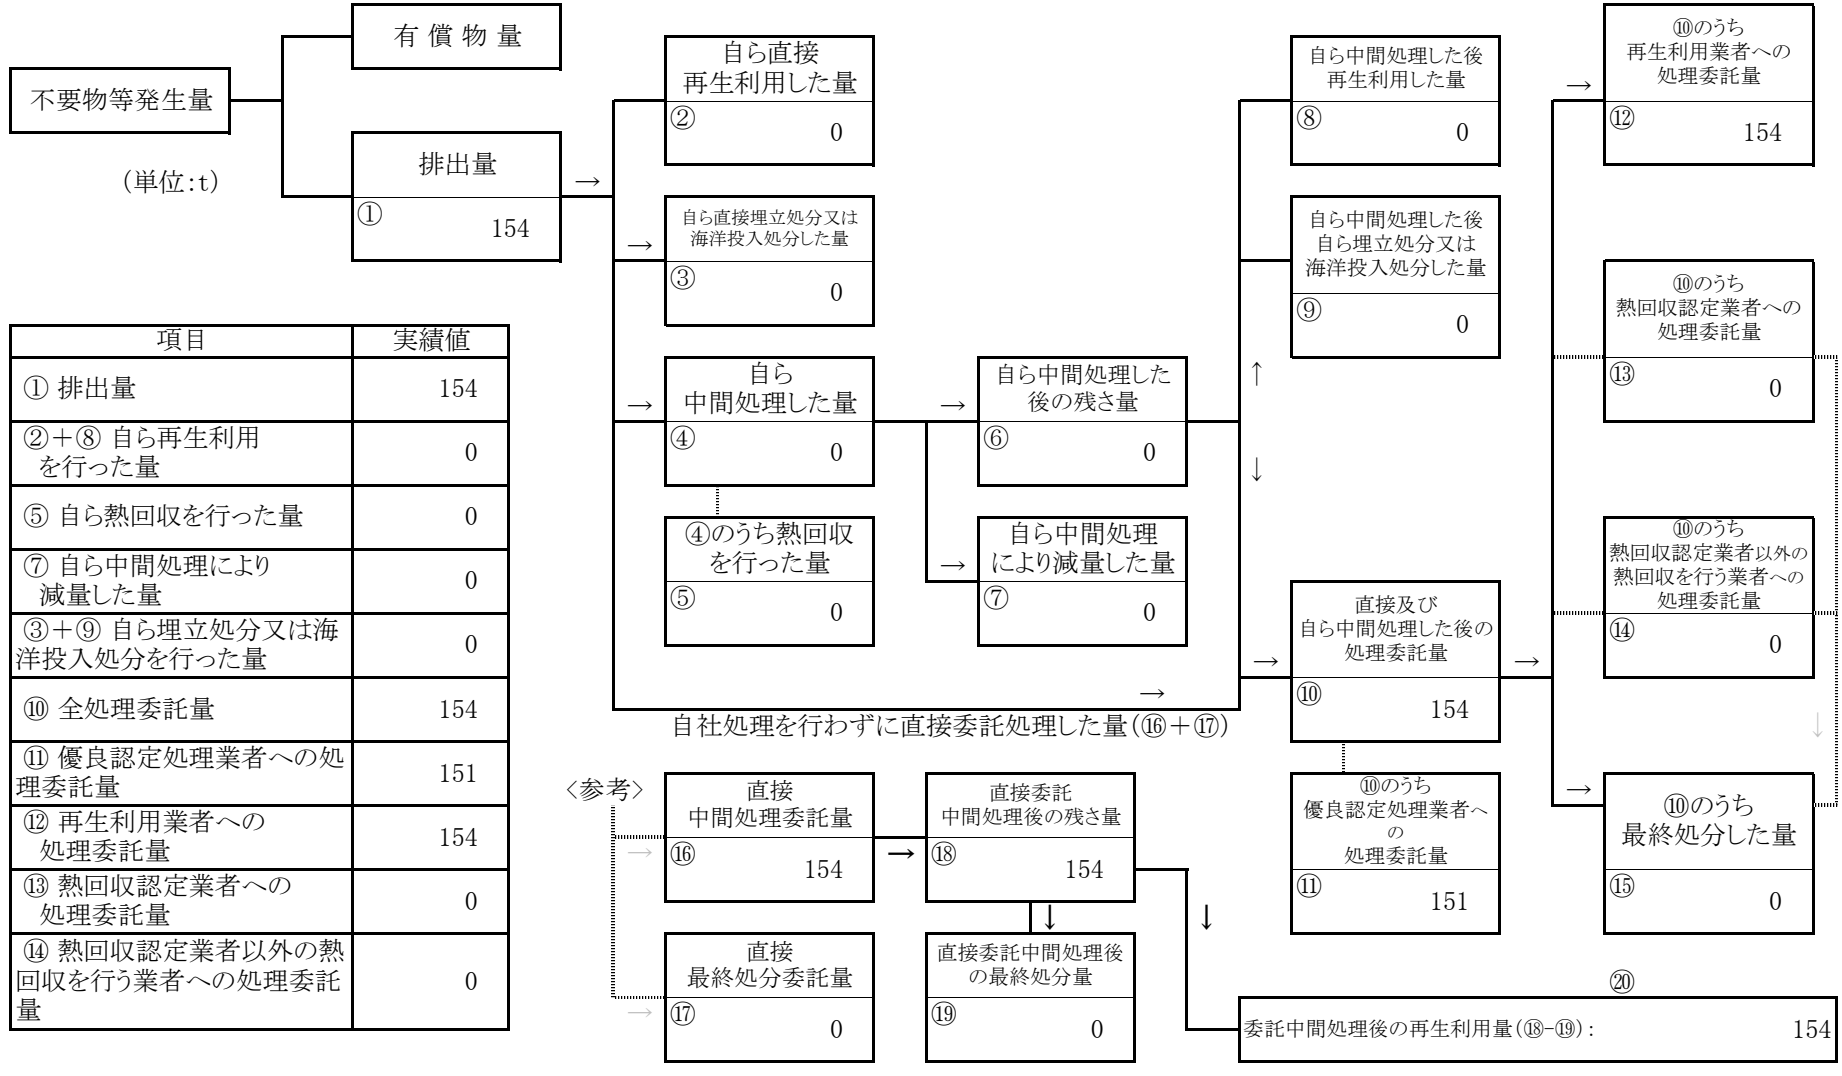 有 償 物 量
不要物等発生量
(単位:t)
排出量
①
154
→
自ら直接
再生利用した量
②
0
→
自ら直接埋立処分又は
海洋投入処分した量
③
0
→
自ら
中間処理した量
④
0
④のうち熱回収
を行った量
⑤
0
→
自ら中間処理した
後の残さ量
⑥
0
→
自ら中間処理
により減量した量
⑦
0
自ら中間処理した後
再生利用した量
⑧
0
自ら中間処理した後
自ら埋立処分又は
海洋投入処分した量
⑨
0
↑
↓
→
自社処理を行わずに直接委託処理した量(⑯+⑰)
→
直接及び
自ら中間処理した後の
処理委託量
⑩
154
→
⑩のうち
優良認定処理業者へ
の
処理委託量
⑪
151
→
⑩のうち
再生利用業者への
処理委託量
⑫
154
⑩のうち
熱回収認定業者への
処理委託量
⑬
0
⑩のうち
熱回収認定業者以外の
熱回収を行う業者への
処理委託量
⑭
0
↓
→
⑩のうち
最終処分した量
⑮
0
項目 実績値
① 排出量 154
②+⑧ 自ら再生利用
を行った量 0
⑤ 自ら熱回収を行った量 0
⑦ 自ら中間処理により
減量した量 0
③+⑨ 自ら埋立処分又は海
洋投入処分を行った量 0
⑩ 全処理委託量 154
⑪ 優良認定処理業者への処
理委託量 151
⑫ 再生利用業者への
処理委託量 154
⑬ 熱回収認定業者への
処理委託量 0
⑭ 熱回収認定業者以外の熱
回収を行う業者への処理委託
量 0
<参考>
→
直接
中間処理委託量
⑯
154
→
直接委託
中間処理後の残さ量
⑱
154
↓
↓
→
直接
最終処分委託量
⑰
0
直接委託中間処理後
の最終処分量
⑲
0
⑳
委託中間処理後の再生利用量(⑱-⑲): 154